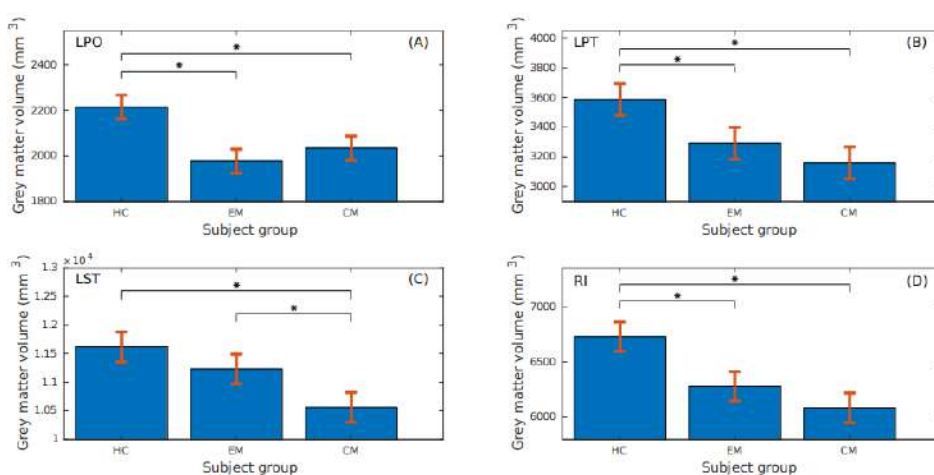 LPO
(A)
Grey matter volume (mm 3)
2400
2200
2000
1800
*
*
HC
EM
CM
Subject group
LPT
(B)
Grey matter volume (mm 3)
4000
3800
3600
3400
3200
3000
*
*
HC
EM
CM
Subject group
×10 4
LST
(C)
Grey matter volume (mm 3)
1.3
1.25
1.2
1.15
1.1
1.05
1
*
*
HC
EM
CM
Subject group
RI
(D)
Grey matter volume (mm 3)
7000
6500
6000
*
*
HC
EM
CM
Subject group